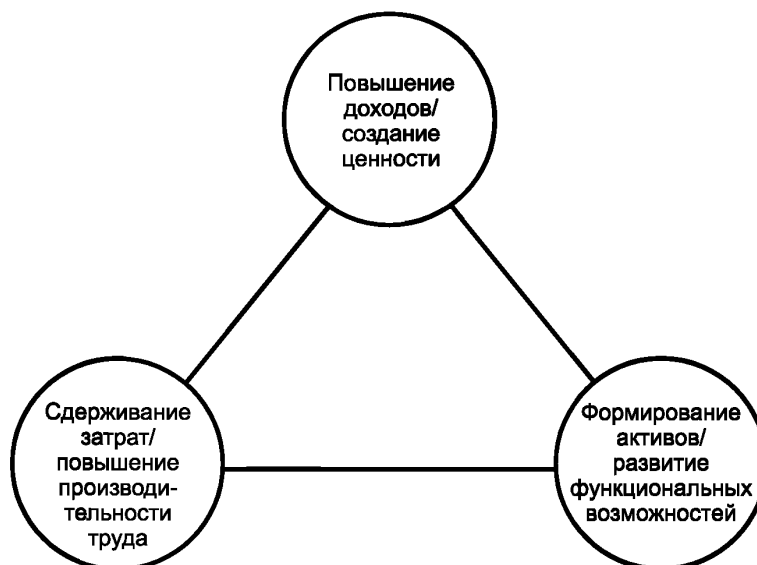 Повышение
доходов/
создание
ценности
Сдерживание
затрат/
повышение
производи-
тельности
труда
Формирование
активов/
развитие
функциональных
возможностей